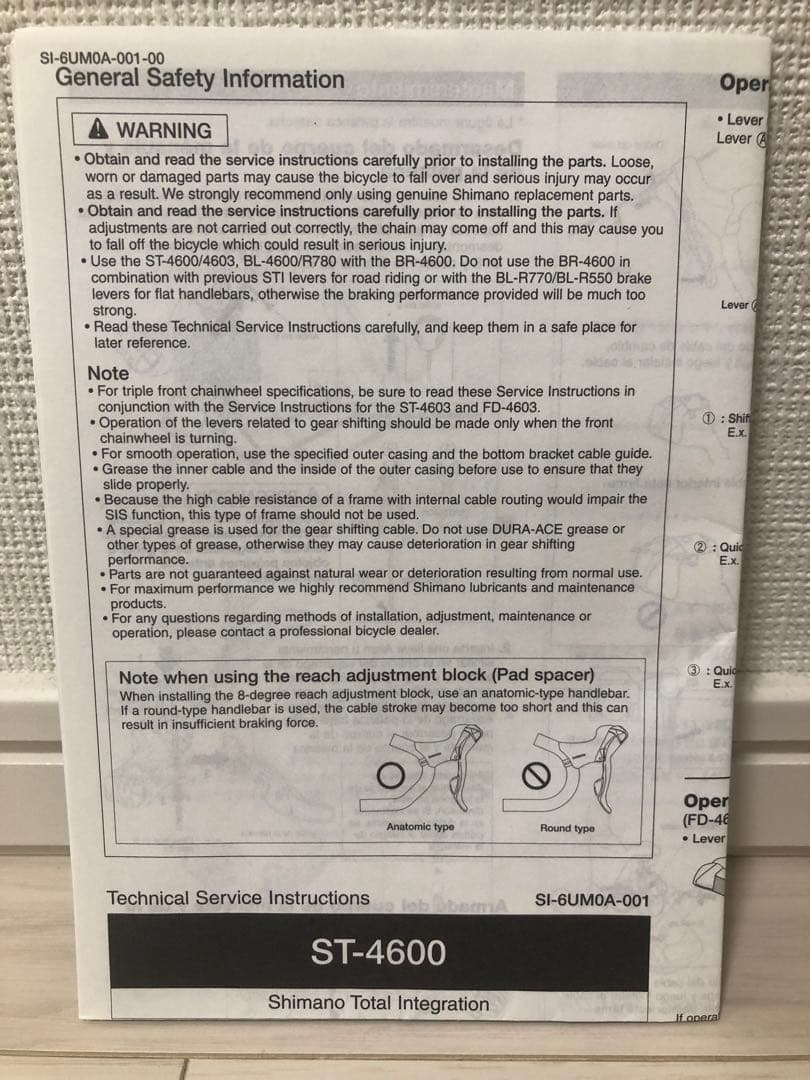 SI-6UM0A-001-00
General Safety Information
WARNING
• Obtain and read the service instructions carefully prior to installing the parts. Loose,
worn or damaged parts may cause the bicycle to fall over and serious injury may occur
as a result. We strongly recommend only using genuine Shimano replacement parts.
• Obtain and read the service instructions carefully prior to installing the parts. If
adjustments are not carried out correctly, the chain may come off and this may cause you
to fall off the bicycle which could result in serious injury.
• Use the ST-4600/4603, BL-4600/R780 with the BR-4600. Do not use the BR-4600 in
combination with previous STI levers for road riding or with the BL-R770/BL-R550 brake
levers for flat handlebars, otherwise the braking performance provided will be much too
strong.
• Read these Technical Service Instructions carefully, and keep them in a safe place for
later reference.
Note
• For triple front chainwheel specifications, be sure to read these Service Instructions in
conjunction with the Service Instructions for the ST-4603 and FD-4603.
• Operation of the levers related to gear shifting should be made only when the front
chainwheel is turning.
• For smooth operation, use the specified outer casing and the bottom bracket cable guide.
• Grease the inner cable and the inside of the outer casing before use to ensure that they
slide properly.
• Because the high cable resistance of a frame with internal cable routing would impair the
SIS function, this type of frame should not be used.
• A special grease is used for the gear shifting cable. Do not use DURA-ACE grease or
other types of grease, otherwise they may cause deterioration in gear shifting
performance.
• Parts are not guaranteed against natural wear or deterioration resulting from normal use.
• For maximum performance we highly recommend Shimano lubricants and maintenance
products.
• For any questions regarding methods of installation, adjustment, maintenance or
operation, please contact a professional bicycle dealer.
Note when using the reach adjustment block (Pad spacer)
When installing the 8-degree reach adjustment block, use an anatomic-type handlebar.
If a round-type handlebar is used, the cable stroke may become too short and this can
result in insufficient braking force.
Anatomic type
Round type
Technical Service Instructions
SI-6UM0A-001
ST-4600
Shimano Total Integration
Oper
• Lever
Lever Ⓐ
Lever
① : Shif
E.x.
② : Quic
E.x.
③ : Quic
E.x.
Oper
(FD-46
• Lever
If opera